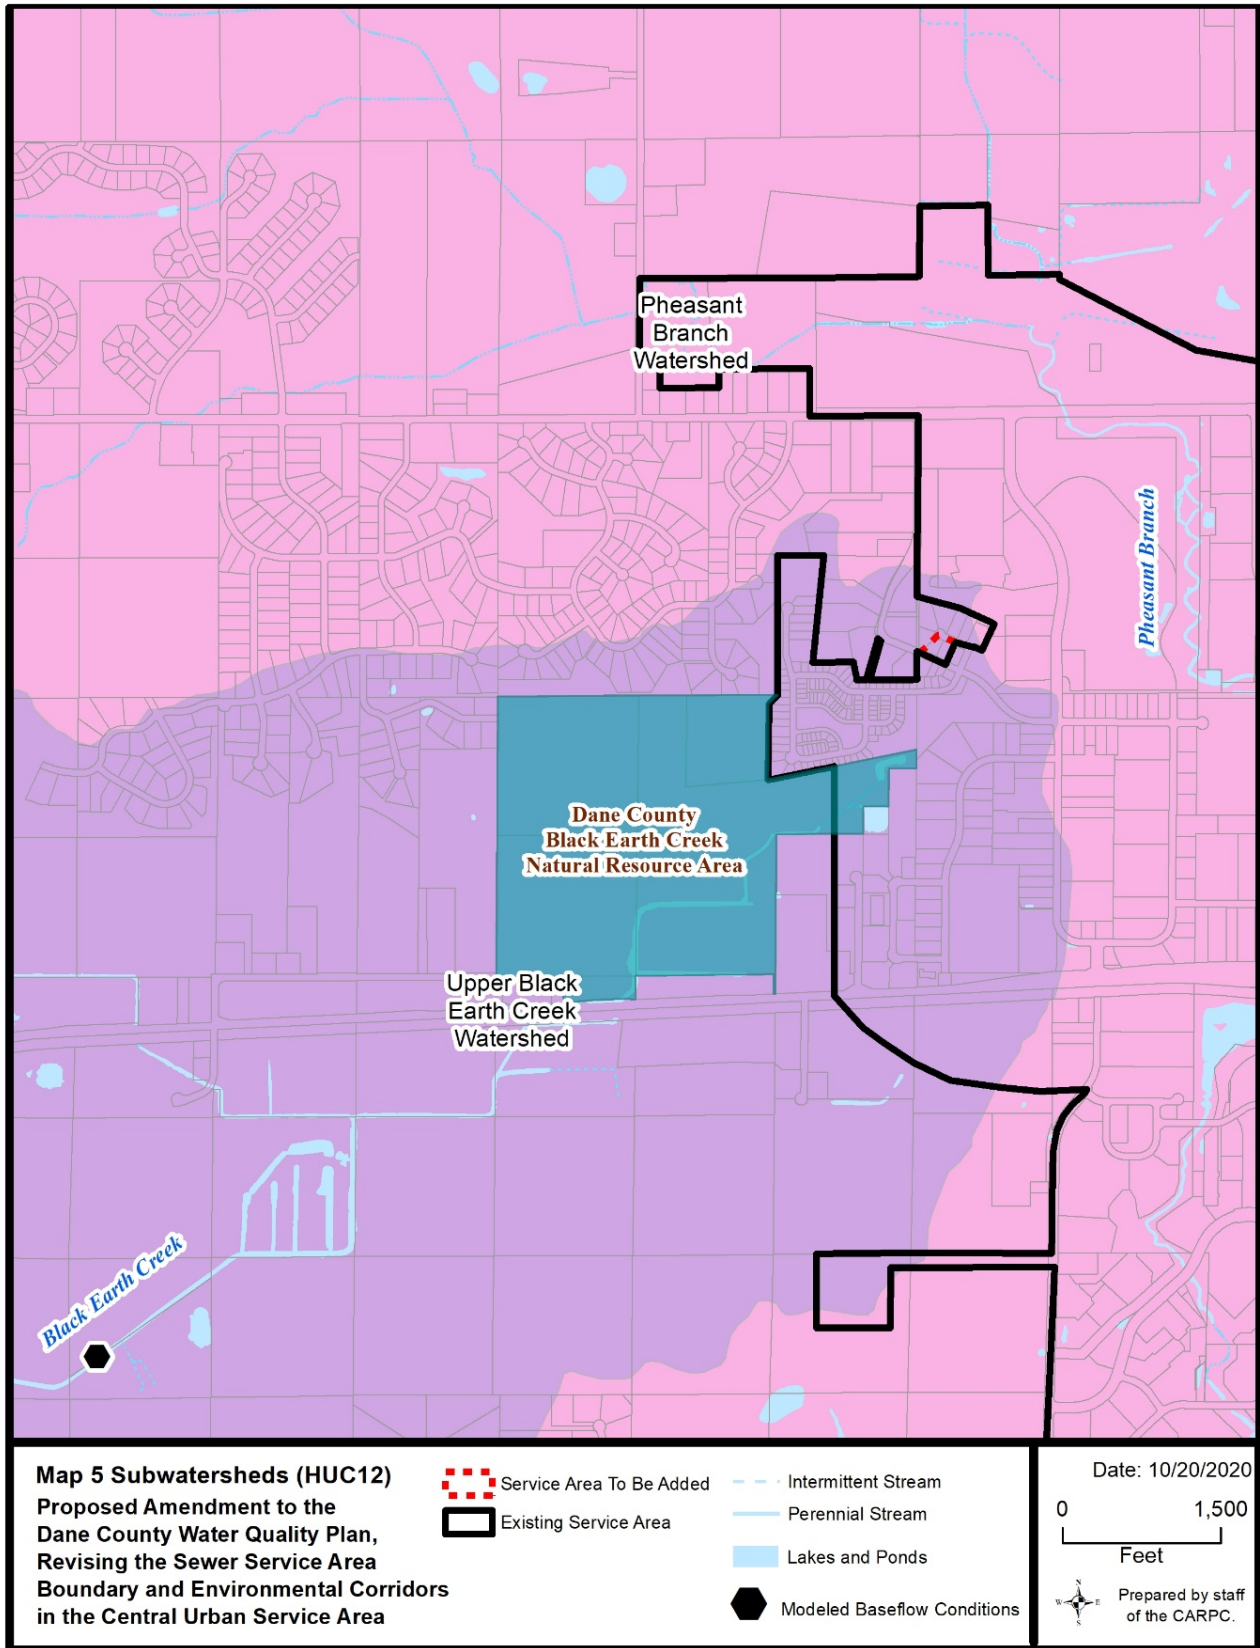 Pheasant
Branch
Watershed
Pheasant Branch
Dane County
Black Earth Creek
Natural Resource Area
Upper Black
Earth Creek
Watershed
Black Earth Creek
Map 5 Subwatersheds (HUC12)
Proposed Amendment to the
Dane County Water Quality Plan,
Revising the Sewer Service Area
Boundary and Environmental Corridors
in the Central Urban Service Area
Service Area To Be Added
Existing Service Area
Intermittent Stream
Perennial Stream
Lakes and Ponds
Modeled Baseflow Conditions
Date: 10/20/2020
0 1,500
Feet
N
W E
S
Prepared by staff
of the CARPC.